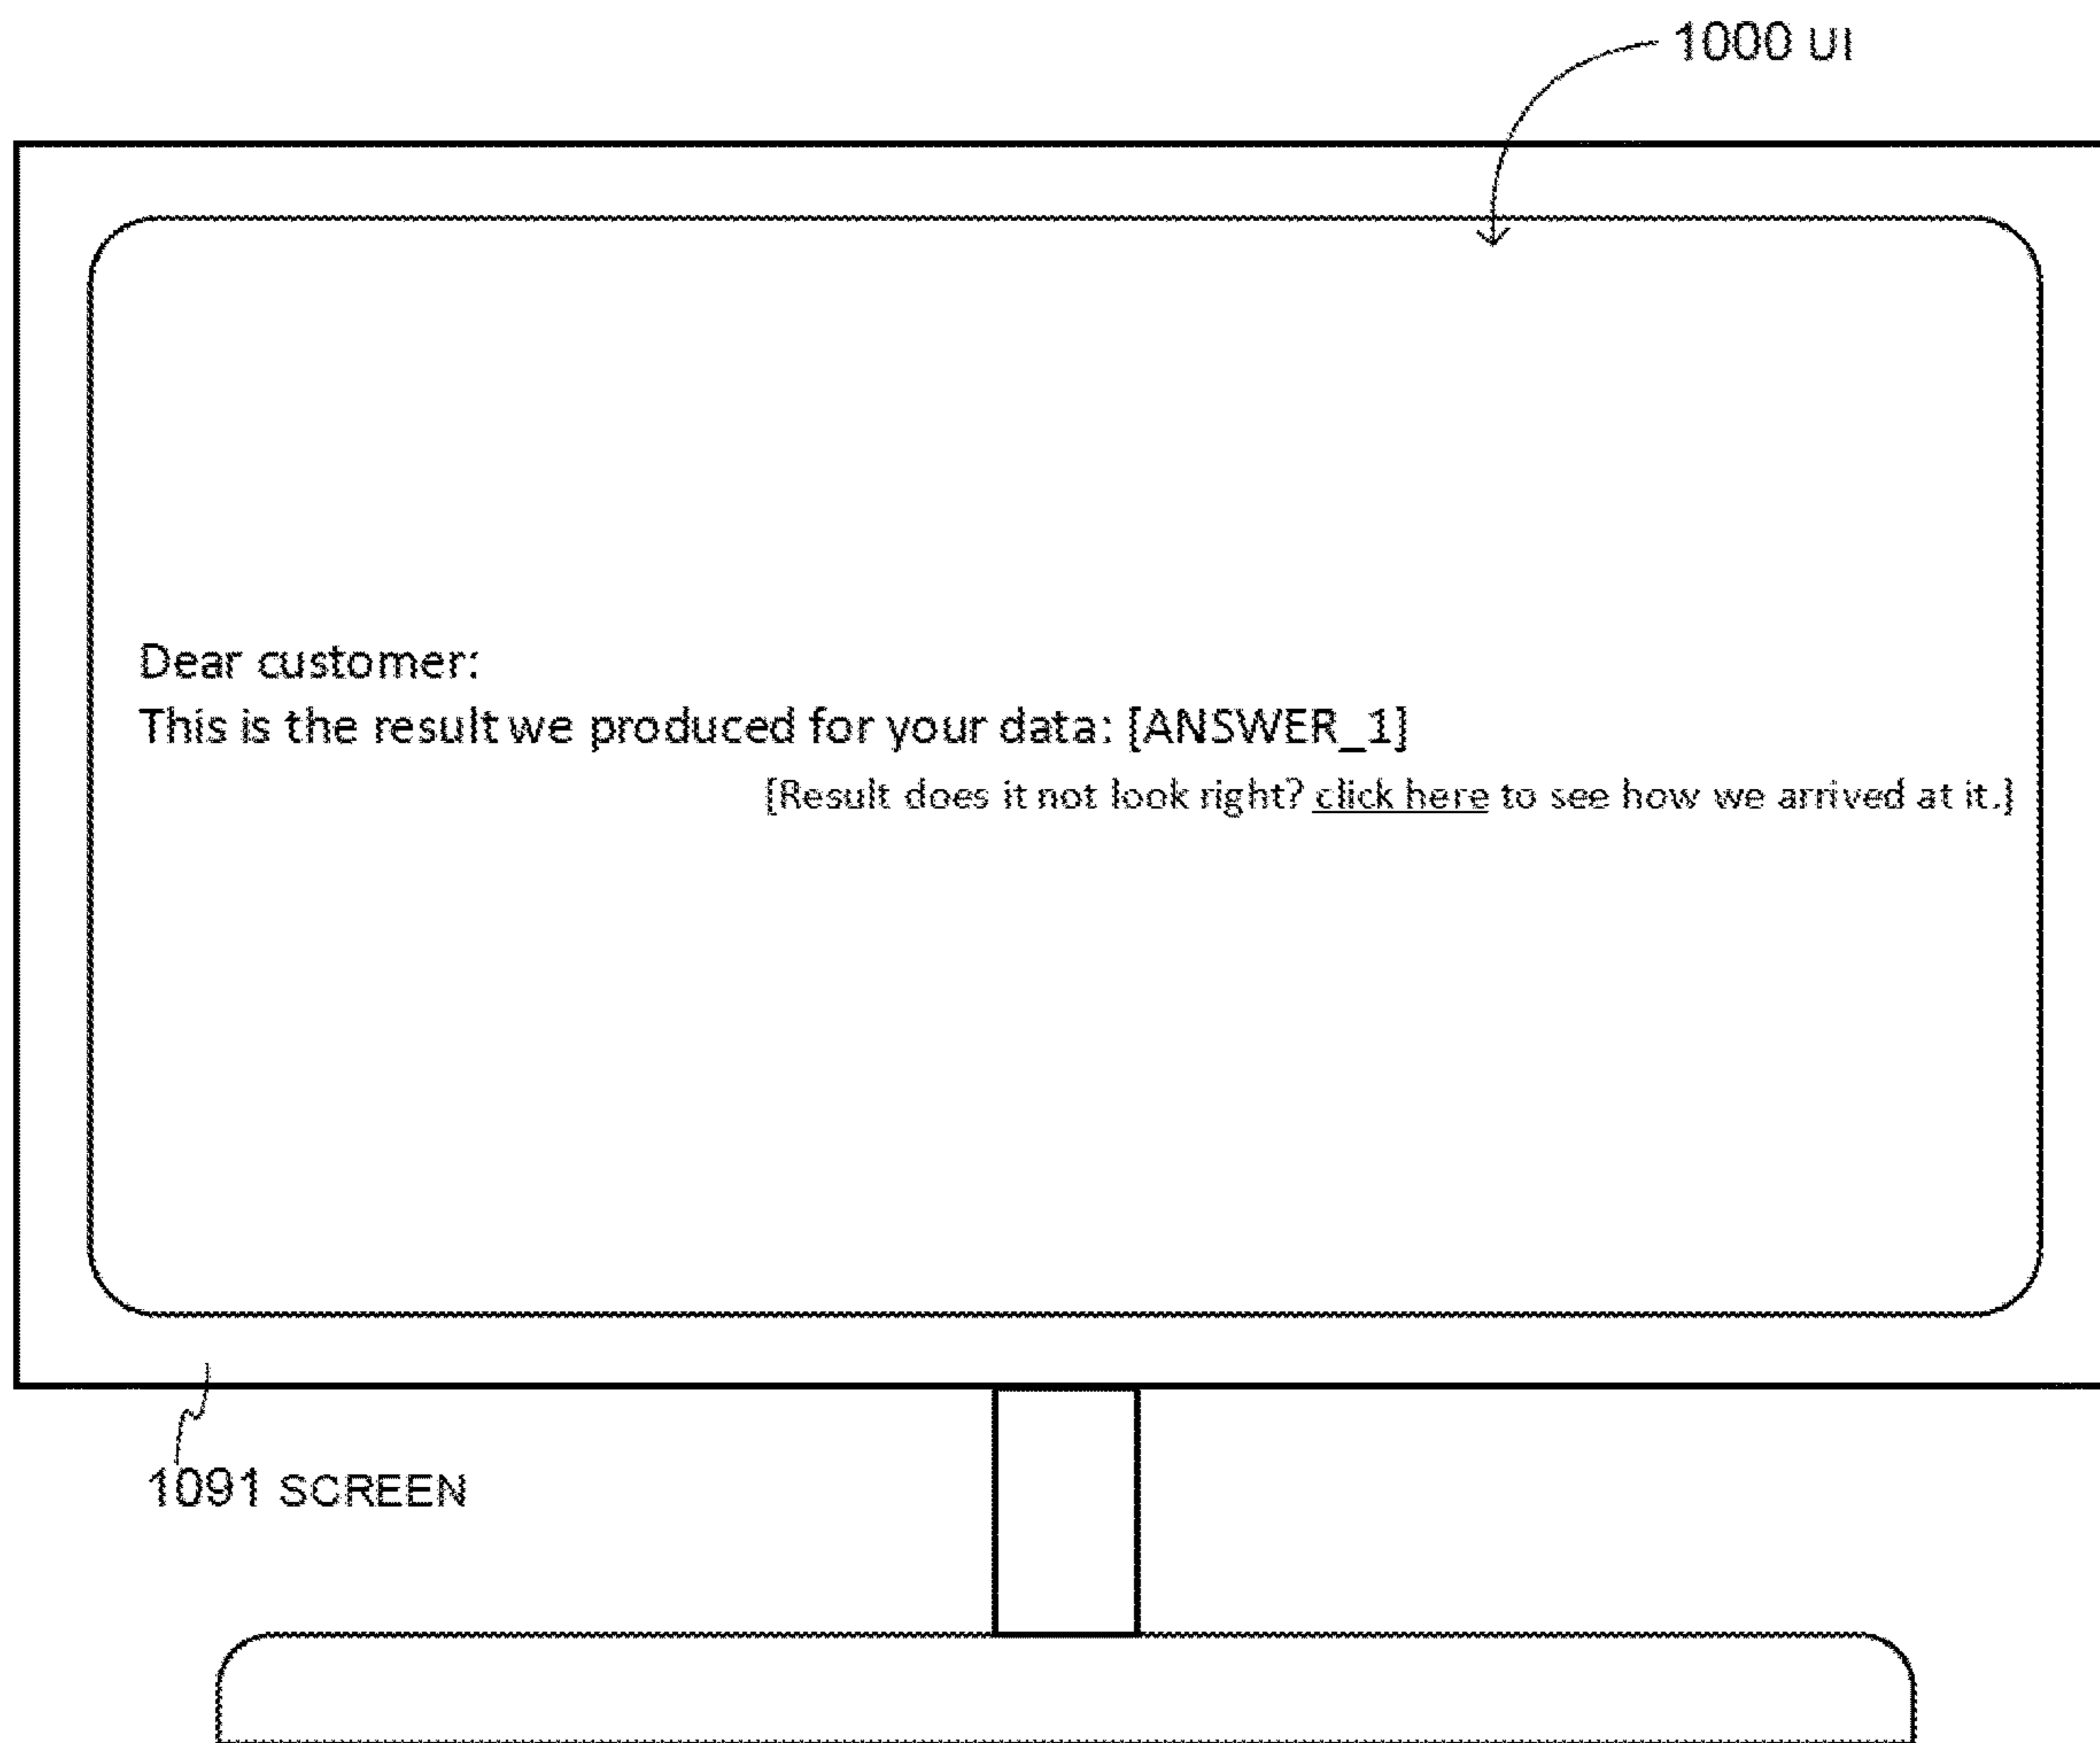 1000 UI
Dear customer:
This is the result we produced for your data: [ANSWER_1]
[Result does it not look right? click here to see how we arrived at it.]
1091 SCREEN